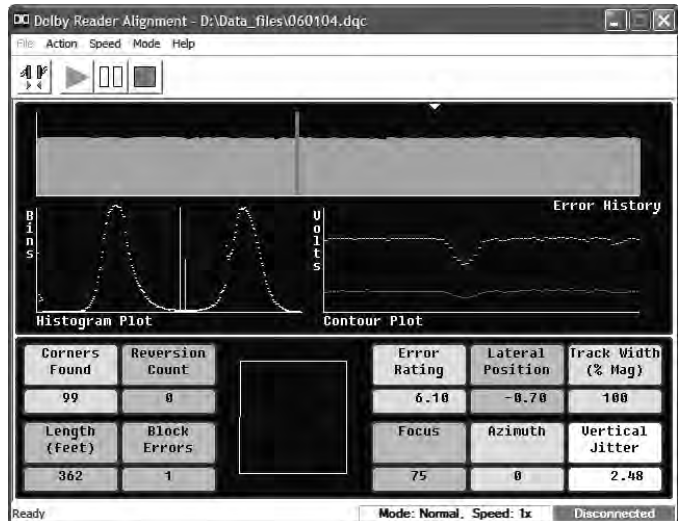 Dolby Reader Alignment - D:\Data_files\060104.dqc
File Action Speed Mode Help
Error History
Bins
Volts
Histogram Plot
Contour Plot
Corners Found
99
Reversion Count
0
Error Rating
6.10
Lateral Position
-0.70
Track Width (% Mag)
100
Length (feet)
362
Block Errors
1
Focus
75
Azimuth
0
Vertical Jitter
2.48
Ready
Mode: Normal, Speed: 1x
Disconnected